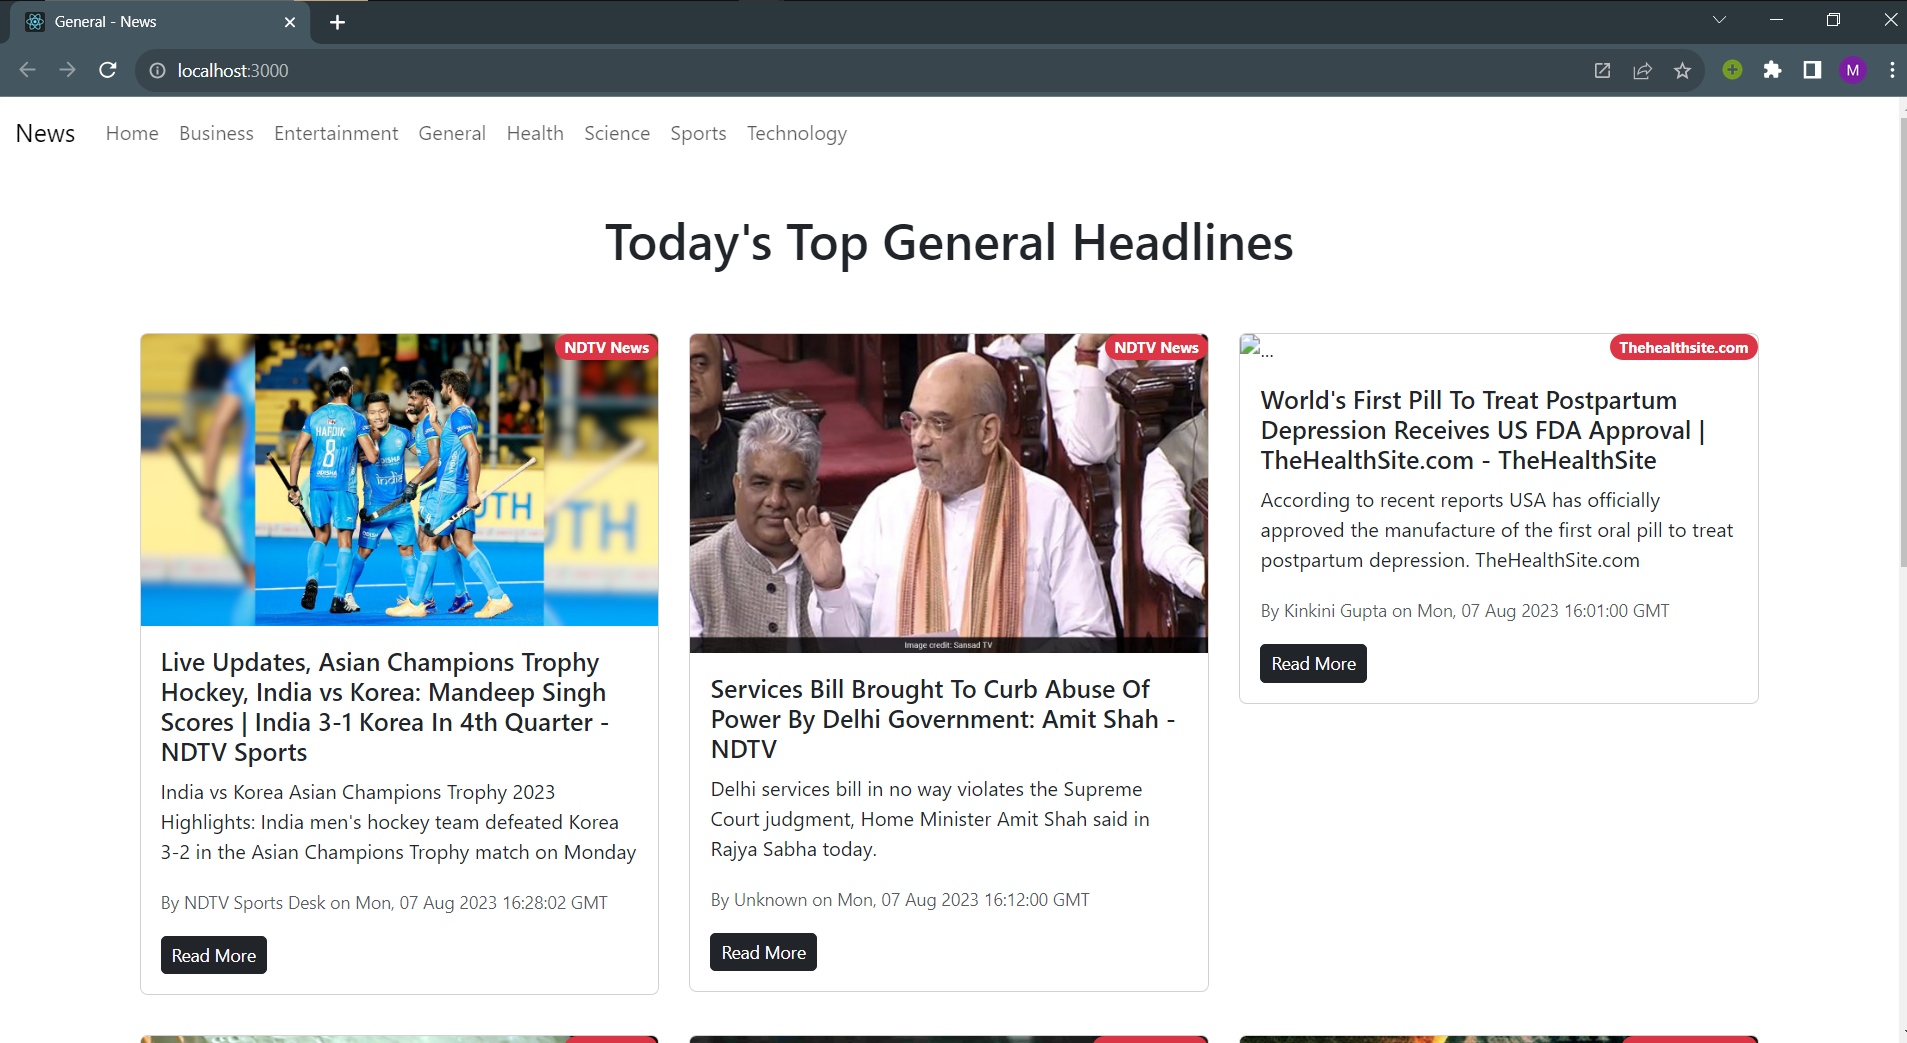 General - News
localhost:3000
M
News Home Business Entertainment General Health Science Sports Technology
Today's Top General Headlines
NDTV News
HARDIK
8
ODISHA
India
UTH
UTH
Live Updates, Asian Champions Trophy
Hockey, India vs Korea: Mandeep Singh
Scores | India 3-1 Korea In 4th Quarter -
NDTV Sports
India vs Korea Asian Champions Trophy 2023
Highlights: India men's hockey team defeated Korea
3-2 in the Asian Champions Trophy match on Monday
By NDTV Sports Desk on Mon, 07 Aug 2023 16:28:02 GMT
Read More
NDTV News
Image credit: Sansad TV
Services Bill Brought To Curb Abuse Of
Power By Delhi Government: Amit Shah -
NDTV
Delhi services bill in no way violates the Supreme
Court judgment, Home Minister Amit Shah said in
Rajya Sabha today.
By Unknown on Mon, 07 Aug 2023 16:12:00 GMT
Read More
...
Thehealthsite.com
World's First Pill To Treat Postpartum
Depression Receives US FDA Approval |
TheHealthSite.com - TheHealthSite
According to recent reports USA has officially
approved the manufacture of the first oral pill to treat
postpartum depression. TheHealthSite.com
By Kinkini Gupta on Mon, 07 Aug 2023 16:01:00 GMT
Read More